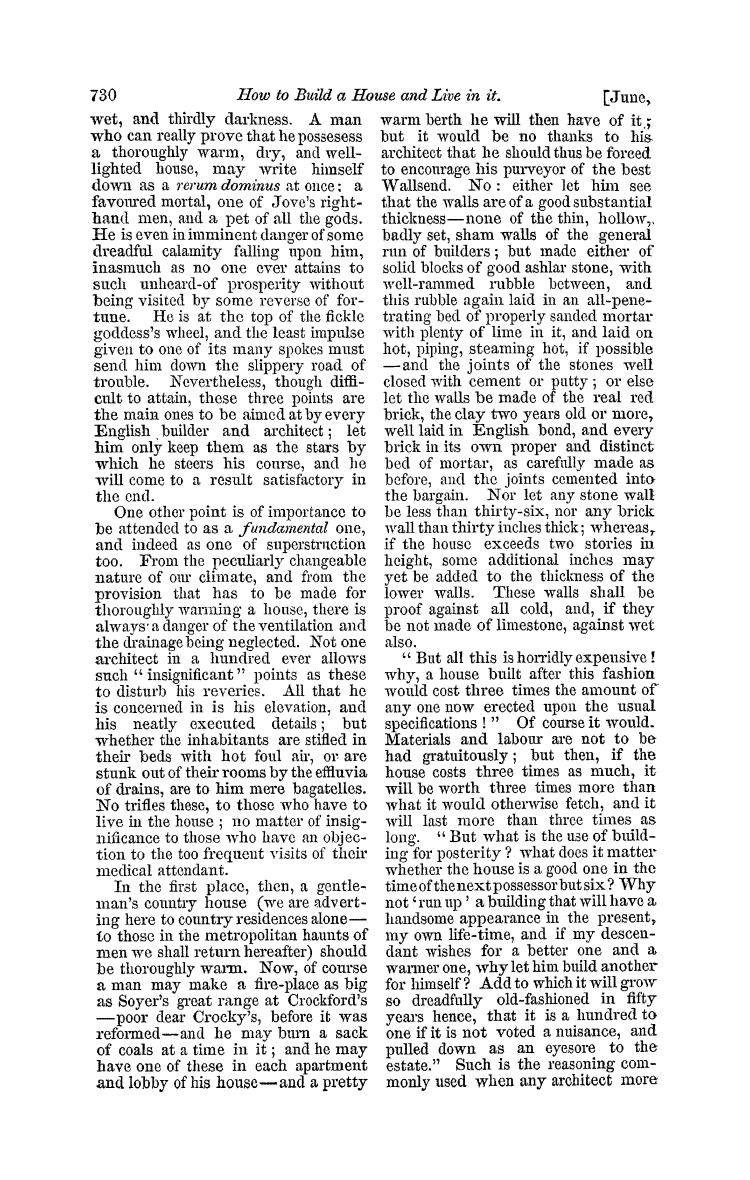 730 How to Build a House and Live in it. [June,
wet, and thirdly darkness. A man
who can really prove that he possesess
a thoroughly warm, dry, and well-
lighted house, may write himself
down as a rerum dominus at once; a
favoured mortal, one of Jove's right-
hand men, and a pet of all the gods.
He is even in imminent danger of some
dreadful calamity falling upon him,
inasmuch as no one ever attains to
such unheard-of prosperity without
being visited by some reverse of for-
tune. He is at the top of the fickle
goddess's wheel, and the least impulse
given to one of its many spokes must
send him down the slippery road of
trouble. Nevertheless, though diffi-
cult to attain, these three points are
the main ones to be aimed at by every
English builder and architect; let
him only keep them as the stars by
which he steers his course, and he
will come to a result satisfactory in
the end.
One other point is of importance to
be attended to as a fundamental one,
and indeed as one of superstruction
too. From the peculiarly changeable
nature of our climate, and from the
provision that has to be made for
thoroughly warming a house, there is
always a danger of the ventilation and
the drainage being neglected. Not one
architect in a hundred ever allows
such "insignificant" points as these
to disturb his reveries. All that he
is concerned in is his elevation, and
his neatly executed details; but
whether the inhabitants are stifled in
their beds with hot foul air, or are
stunk out of their rooms by the effluvia
of drains, are to him mere bagatelles.
No trifles these, to those who have to
live in the house; no matter of insig-
nificance to those who have an objec-
tion to the too frequent visits of their
medical attendant.
In the first place, then, a gentle-
man's country house (we are advert-
ing here to country residences alone—
to those in the metropolitan haunts of
men we shall return hereafter) should
be thoroughly warm. Now, of course
a man may make a fire-place as big
as Soyer's great range at Crockford's
—poor dear Crocky's, before it was
reformed—and he may burn a sack
of coals at a time in it; and he may
have one of these in each apartment
and lobby of his house—and a pretty
warm berth he will then have of it;
but it would be no thanks to his
architect that he should thus be forced
to encourage his purveyor of the best
Wallsend. No: either let him see
that the walls are of a good substantial
thickness—none of the thin, hollow,
badly set, sham walls of the general
run of builders; but made either of
solid blocks of good ashlar stone, with
well-rammed rubble between, and
this rubble again laid in an all-pene-
trating bed of properly sanded mortar
with plenty of lime in it, and laid on
hot, piping, steaming hot, if possible
—and the joints of the stones well
closed with cement or putty; or else
let the walls be made of the real red
brick, the clay two years old or more,
well laid in English bond, and every
brick in its own proper and distinct
bed of mortar, as carefully made as
before, and the joints cemented into
the bargain. Nor let any stone wall
be less than thirty-six, nor any brick
wall than thirty inches thick; whereas,
if the house exceeds two stories in
height, some additional inches may
yet be added to the thickness of the
lower walls. These walls shall be
proof against all cold, and, if they
be not made of limestone, against wet
also.
"But all this is horridly expensive!
why, a house built after this fashion
would cost three times the amount of
any one now erected upon the usual
specifications!" Of course it would.
Materials and labour are not to be
had gratuitously; but then, if the
house costs three times as much, it
will be worth three times more than
what it would otherwise fetch, and it
will last more than three times as
long. "But what is the use of build-
ing for posterity? what does it matter
whether the house is a good one in the
time of the next possessor but six? Why
not 'run up' a building that will have a
handsome appearance in the present,
my own life-time, and if my descen-
dant wishes for a better one and a
warmer one, why let him build another
for himself? Add to which it will grow
so dreadfully old-fashioned in fifty
years hence, that it is a hundred to
one if it is not voted a nuisance, and
pulled down as an eyesore to the
estate." Such is the reasoning com-
monly used when any architect more